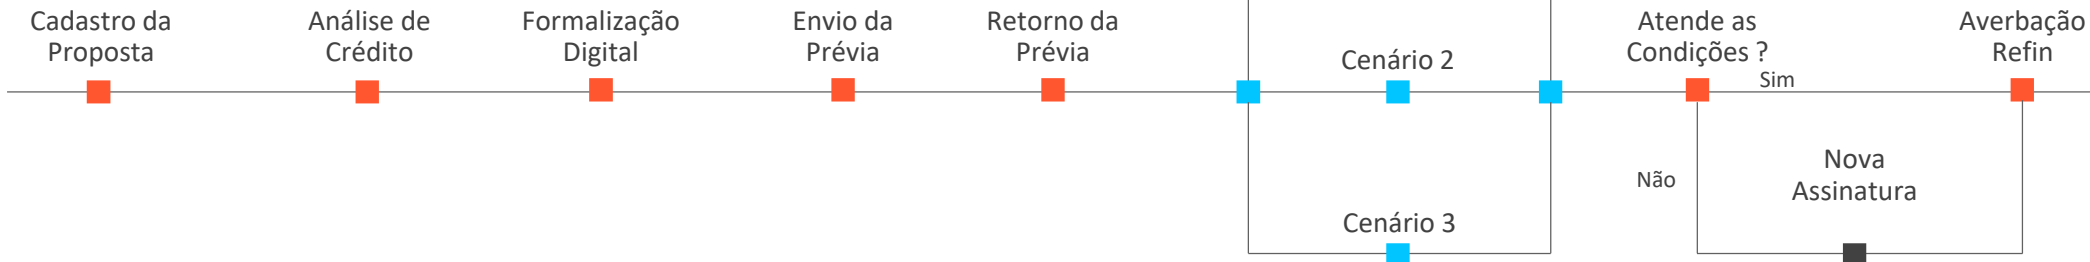 Cadastro da
Proposta
Análise de
Crédito
Formalização
Digital
Envio da
Prévia
Retorno da
Prévia
Cenário 2
Atende as
Condições ?
Sim
Averbação
Refin
Não
Nova
Assinatura
Cenário 3